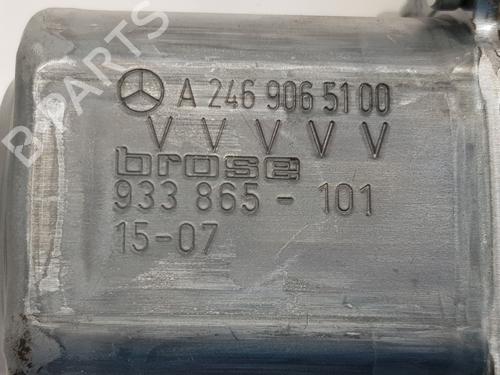 A 246 906 51 00
V V V V V
brose
933 865 - 101
15-07
B-PARTS